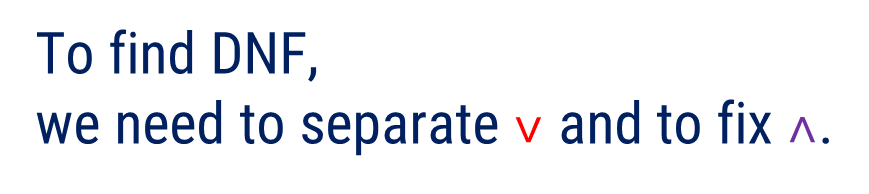 To find DNF,
we need to separate ∨ and to fix ∧.